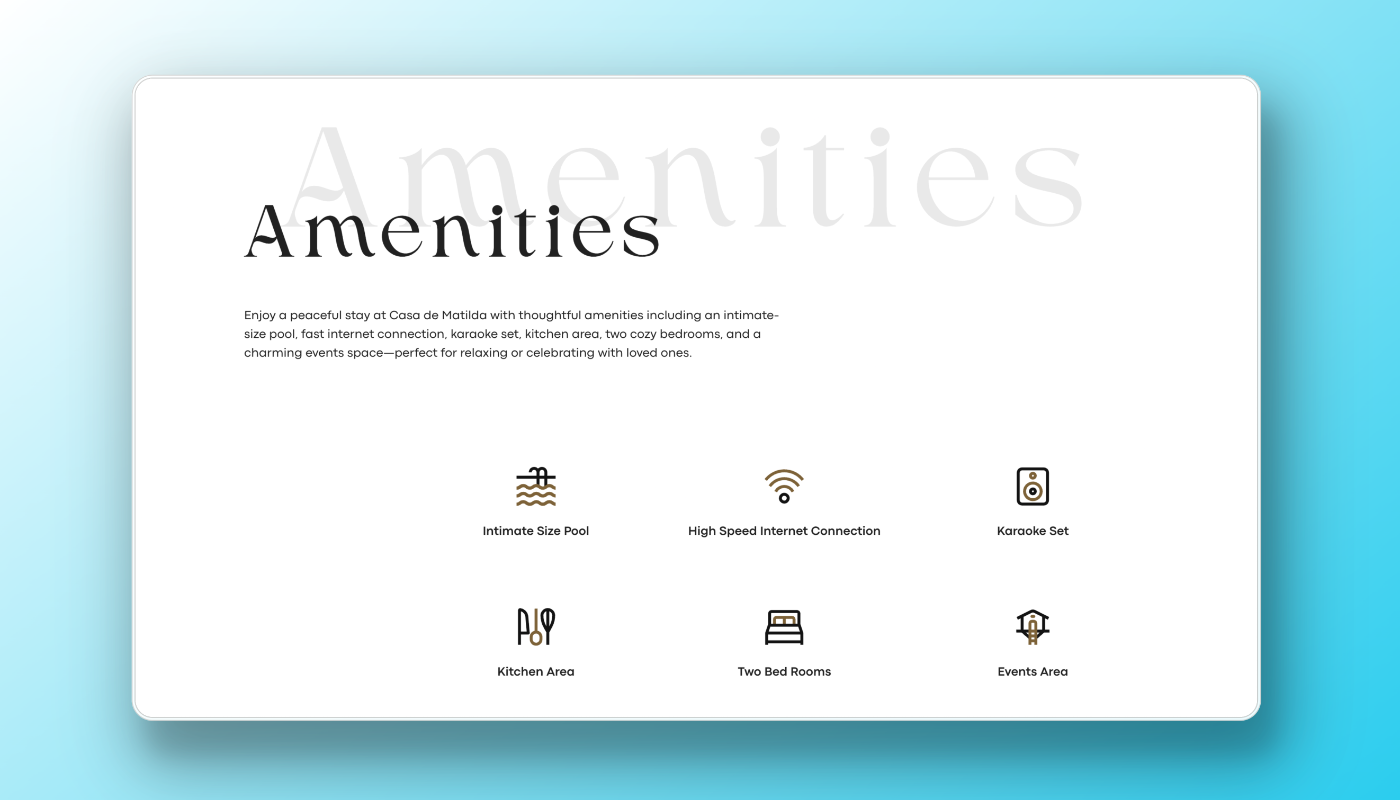 Amenities
Amenities
Enjoy a peaceful stay at Casa de Matilda with thoughtful amenities including an intimate-
size pool, fast internet connection, karaoke set, kitchen area, two cozy bedrooms, and a
charming events space—perfect for relaxing or celebrating with loved ones.
Intimate Size Pool
High Speed Internet Connection
Karaoke Set
Kitchen Area
Two Bed Rooms
Events Area